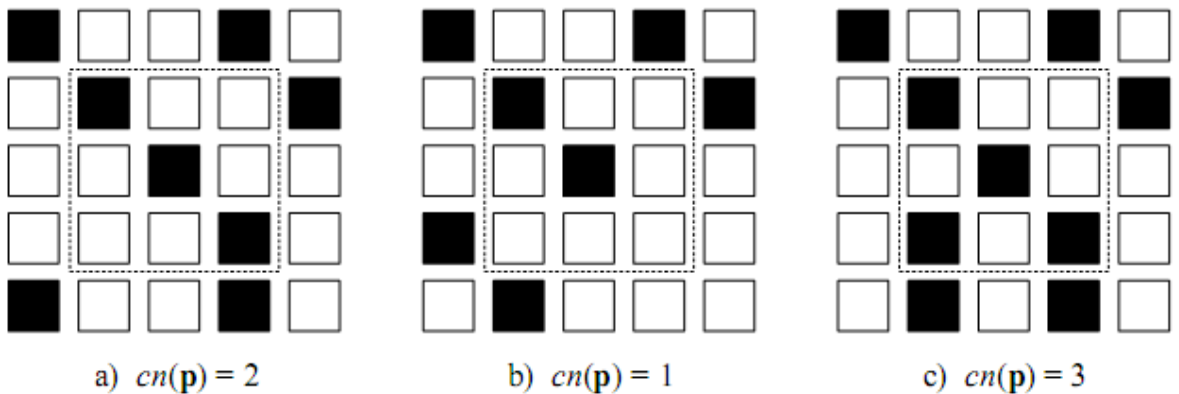 a) cn(p) = 2
b) cn(p) = 1
c) cn(p) = 3